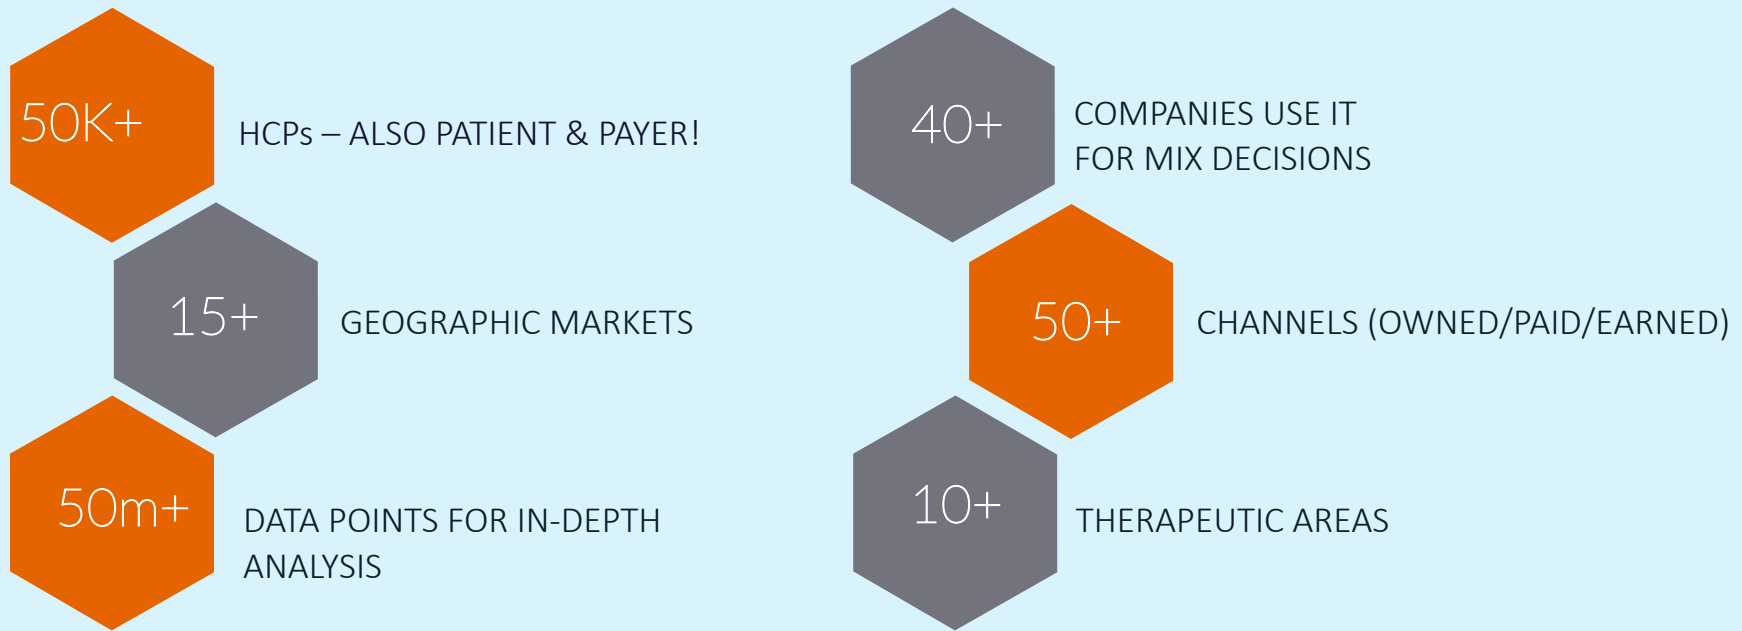 50K+
HCPs – ALSO PATIENT & PAYER!
15+
GEOGRAPHIC MARKETS
50m+
DATA POINTS FOR IN-DEPTH
ANALYSIS
40+
COMPANIES USE IT
FOR MIX DECISIONS
50+
CHANNELS (OWNED/PAID/EARNED)
10+
THERAPEUTIC AREAS